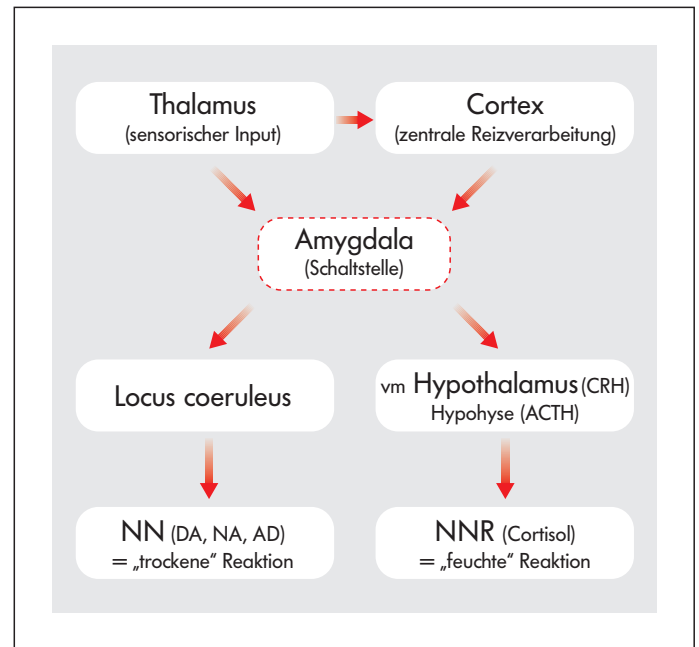 Thalamus
(sensorischer Input)
Cortex
(zentrale Reizverarbeitung)
Amygdala
(Schaltstelle)
Locus coeruleus
vm Hypothalamus (CRH)
Hypohyse (ACTH)
NN (DA, NA, AD)
= „trockene“ Reaktion
NNR (Cortisol)
= „feuchte“ Reaktion